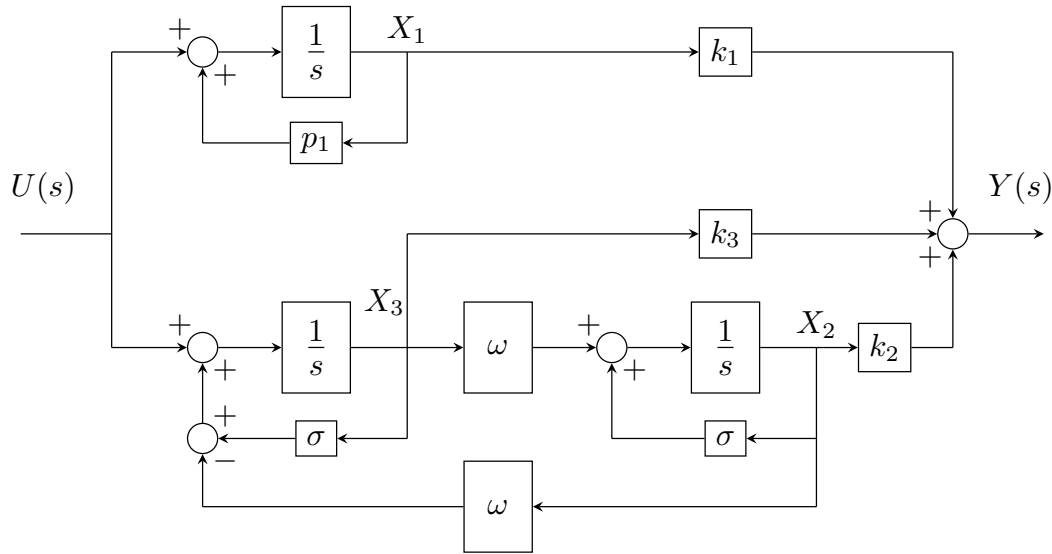 + 1/s X₁ k₁
+
p₁
U(s) Y(s)
+
k₃
+
X₃
+ 1/s ω + 1/s X₂ k₂
+ +
+
σ σ
−
ω